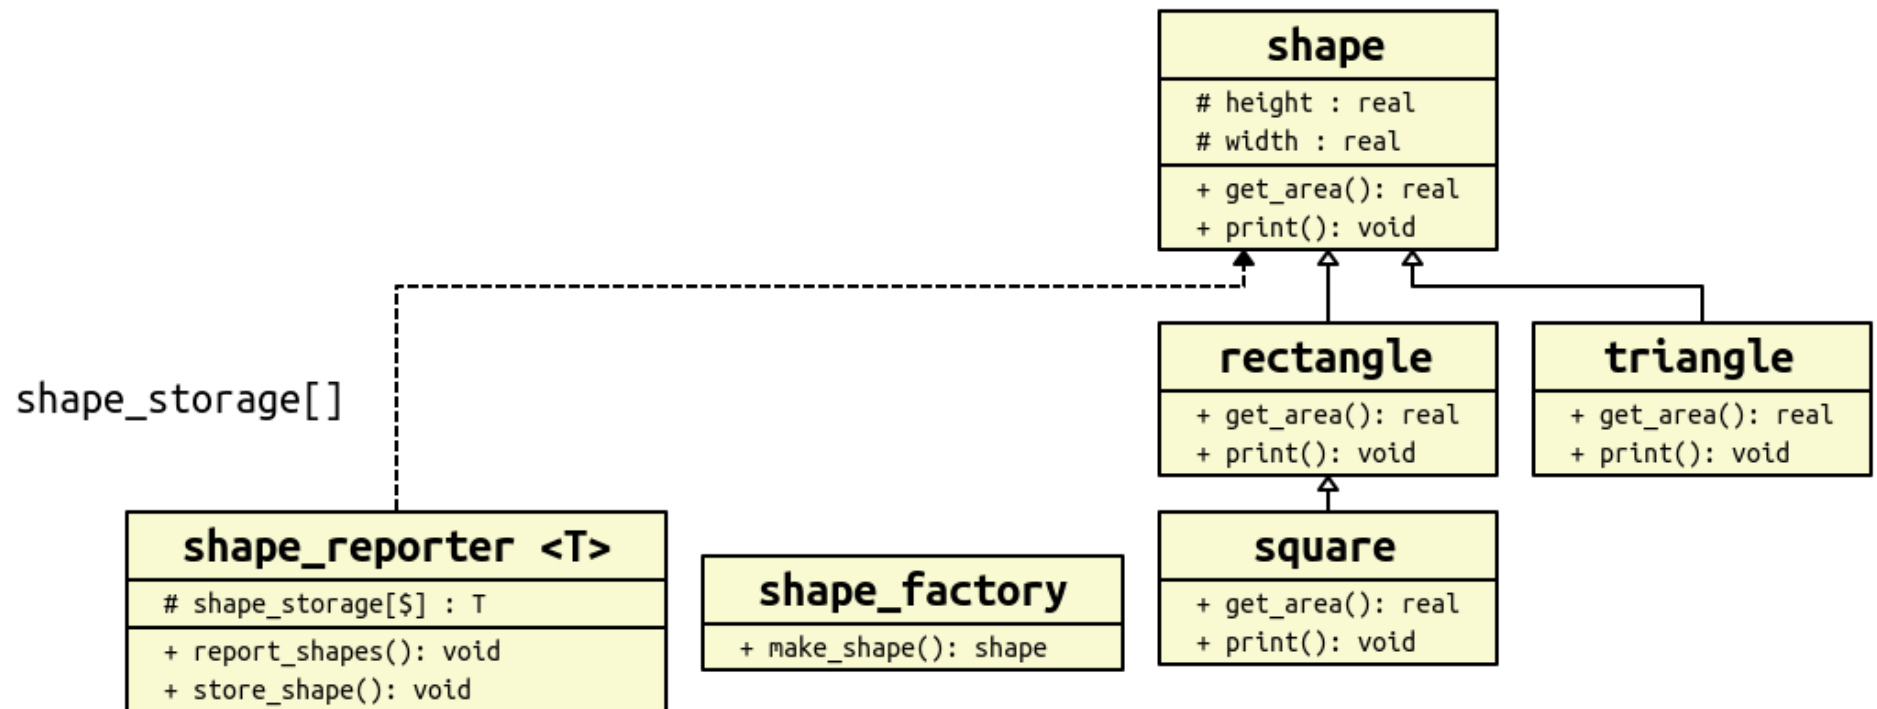 shape
# height : real
# width : real
+ get_area(): real
+ print(): void
rectangle
+ get_area(): real
+ print(): void
triangle
+ get_area(): real
+ print(): void
shape_storage[]
shape_reporter <T>
# shape_storage[$] : T
+ report_shapes(): void
+ store_shape(): void
shape_factory
+ make_shape(): shape
square
+ get_area(): real
+ print(): void